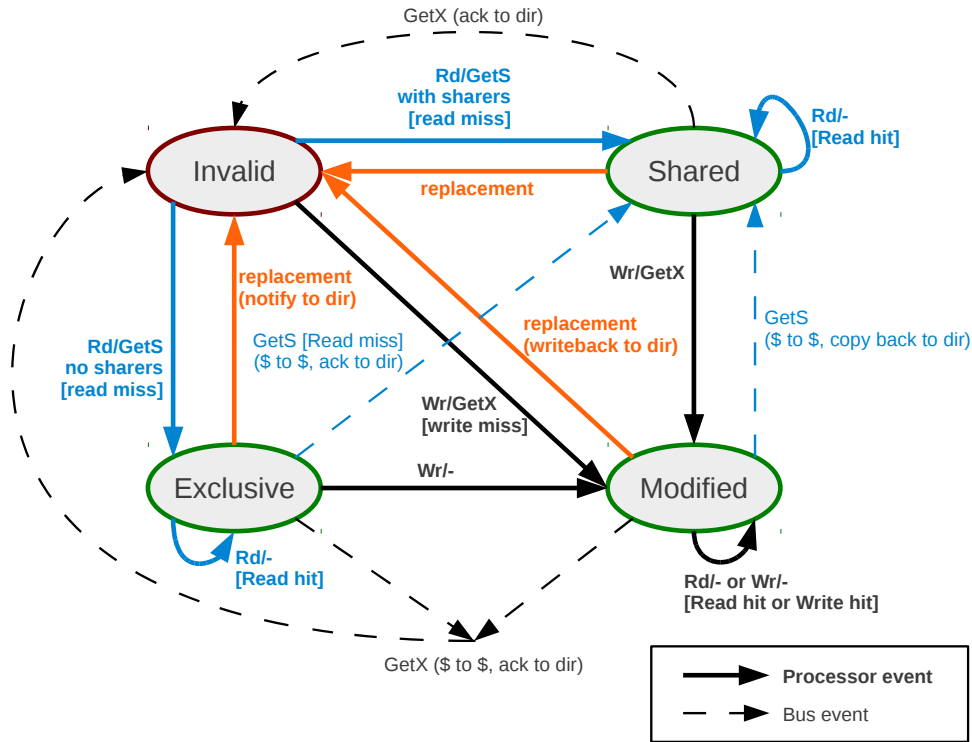 GetX (ack to dir)
Rd/GetS
with sharers
[read miss]
Rd/-
[Read hit]
Invalid
Shared
replacement
Wr/GetX
replacement
(notify to dir)
GetS [Read miss]
($ to $, ack to dir)
replacement
(writeback to dir)
GetS
($ to $, copy back to dir)
Rd/GetS
no sharers
[read miss]
Wr/GetX
[write miss]
Exclusive
Wr/-
Modified
Rd/-
[Read hit]
Rd/- or Wr/-
[Read hit or Write hit]
GetX ($ to $, ack to dir)
Processor event
Bus event